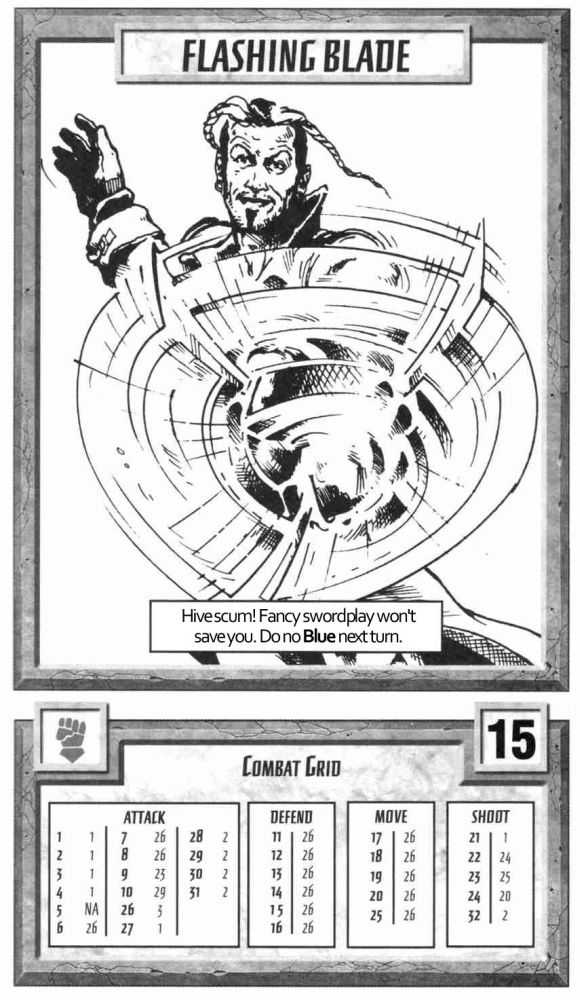 FLASHING BLADE
Hive scum! Fancy swordplay won't
save you. Do no Blue next turn.
15
COMBAT GRID
ATTACK DEFEND MOVE SHOOT
1 1 7 26 28 2 11 26 17 26 21 1
2 1 8 26 29 2 12 26 18 26 22 24
3 1 9 23 30 2 13 26 19 26 23 25
4 1 10 29 31 2 14 26 20 26 24 20
5 NA 26 3 15 26 25 26 32 2
6 26 27 1 16 26